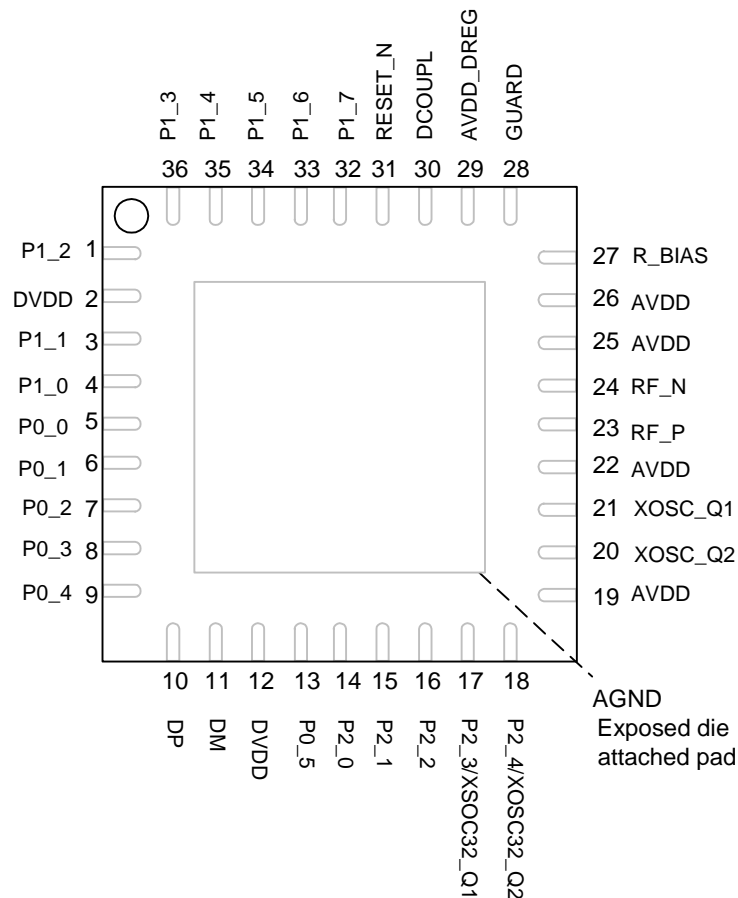 P1_3 P1_4 P1_5 P1_6 P1_7 RESET_N DCOUPL AVDD_DREG GUARD
36 35 34 33 32 31 30 29 28
P1_2 1
DVDD 2
P1_1 3
P1_0 4
P0_0 5
P0_1 6
P0_2 7
P0_3 8
P0_4 9
27 R_BIAS
26 AVDD
25 AVDD
24 RF_N
23 RF_P
22 AVDD
21 XOSC_Q1
20 XOSC_Q2
19 AVDD
10 11 12 13 14 15 16 17 18
DP DM DVDD P0_5 P2_0 P2_1 P2_2 P2_3/XSOC32_Q1 P2_4/XOSC32_Q2
AGND
Exposed die
attached pad